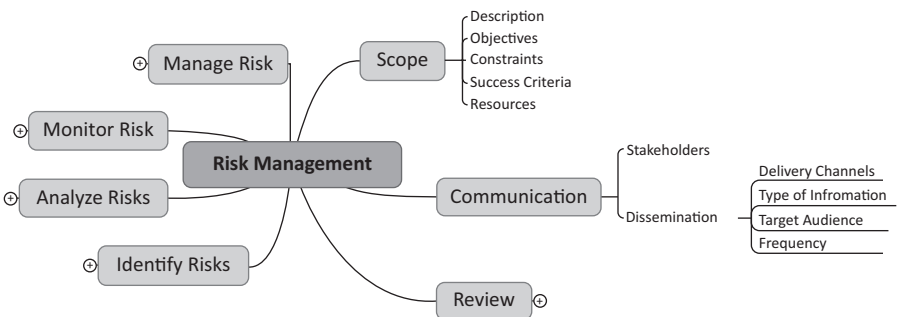 Risk Management
Manage Risk
Monitor Risk
Analyze Risks
Identify Risks
Scope
Description
Objectives
Constraints
Success Criteria
Resources
Communication
Stakeholders
Dissemination
Delivery Channels
Type of Infromation
Target Audience
Frequency
Review